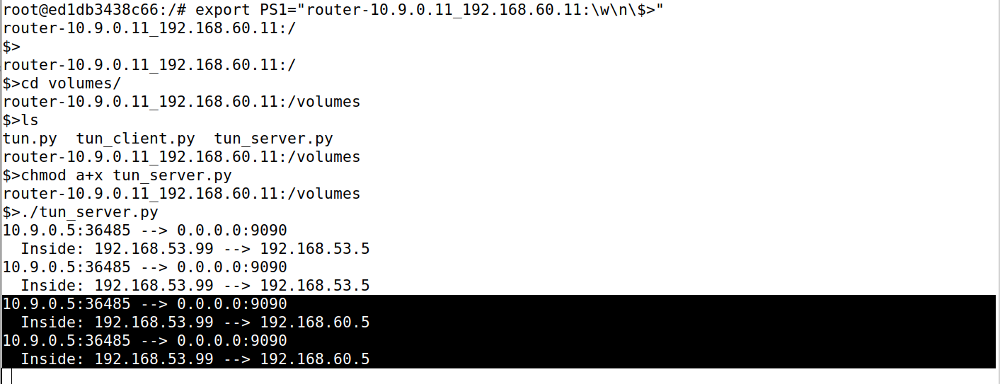 root@ed1db3438c66:/# export PS1="router-10.9.0.11_192.168.60.11:\w\n\$>"
router-10.9.0.11_192.168.60.11:/
$>
router-10.9.0.11_192.168.60.11:/
$>cd volumes/
router-10.9.0.11_192.168.60.11:/volumes
$>ls
tun.py  tun_client.py  tun_server.py
router-10.9.0.11_192.168.60.11:/volumes
$>chmod a+x tun_server.py
router-10.9.0.11_192.168.60.11:/volumes
$>./tun_server.py
10.9.0.5:36485 --> 0.0.0.0:9090
  Inside: 192.168.53.99 --> 192.168.53.5
10.9.0.5:36485 --> 0.0.0.0:9090
  Inside: 192.168.53.99 --> 192.168.53.5
10.9.0.5:36485 --> 0.0.0.0:9090
  Inside: 192.168.53.99 --> 192.168.60.5
10.9.0.5:36485 --> 0.0.0.0:9090
  Inside: 192.168.53.99 --> 192.168.60.5